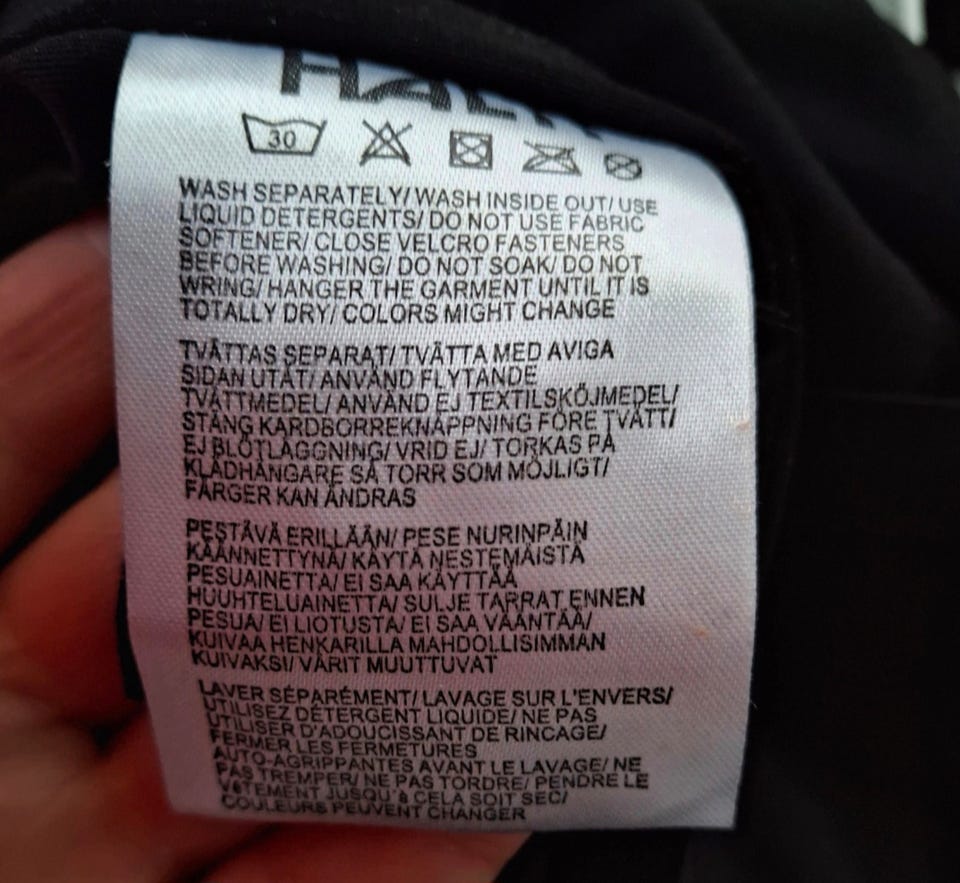 30
WASH SEPARATELY/ WASH INSIDE OUT/ USE
LIQUID DETERGENTS/ DO NOT USE FABRIC
SOFTENER/ CLOSE VELCRO FASTENERS
BEFORE WASHING/ DO NOT SOAK/ DO NOT
WRING/ HANGER THE GARMENT UNTIL IT IS
TOTALLY DRY/ COLORS MIGHT CHANGE
TVÄTTAS SEPARAT/ TVÄTTA MED AVIGA
SIDAN UTÅT/ ANVÄND FLYTANDE
TVÄTTMEDEL/ ANVÄND EJ TEXTILSKÖJMEDEL/
STÄNG KARDBORREKNÄPPNING FÖRE TVÄTT/
EJ BLÖTLÄGGNING/ VRID EJ/ TORKAS PÅ
KLÄDHÄNGARE SÅ TORR SOM MÖJLIGT/
FÄRGER KAN ÄNDRAS
PESTÄVÄ ERILLÄÄN/ PESE NURINPÄIN
KÄÄNNETTYNÄ/ KÄYTÄ NESTEMÄISTÄ
PESUAINETTA/ EI SAA KÄYTTÄÄ
HUUHTELUAINETTA/ SULJE TARRAT ENNEN
PESUA/ EI LIOTUSTA/ EI SAA VÄÄNTÄÄ/
KUIVAA HENKARILLA MAHDOLLISIMMAN
KUIVAKSI/ VÄRIT MUUTTUVAT
LAVER SÉPARÉMENT/ LAVAGE SUR L'ENVERS/
UTILISEZ DÉTERGENT LIQUIDE/ NE PAS
UTILISER D'ADOUCISSANT DE RINCAGE/
FERMER LES FERMETURES
AUTO-AGRIPPANTES AVANT LE LAVAGE/ NE
PAS TREMPER/ NE PAS TORDRE/ PENDRE LE
VêTEMENT JUSQU'à CELA SOIT SEC/
COULEURS PEUVENT CHANGER